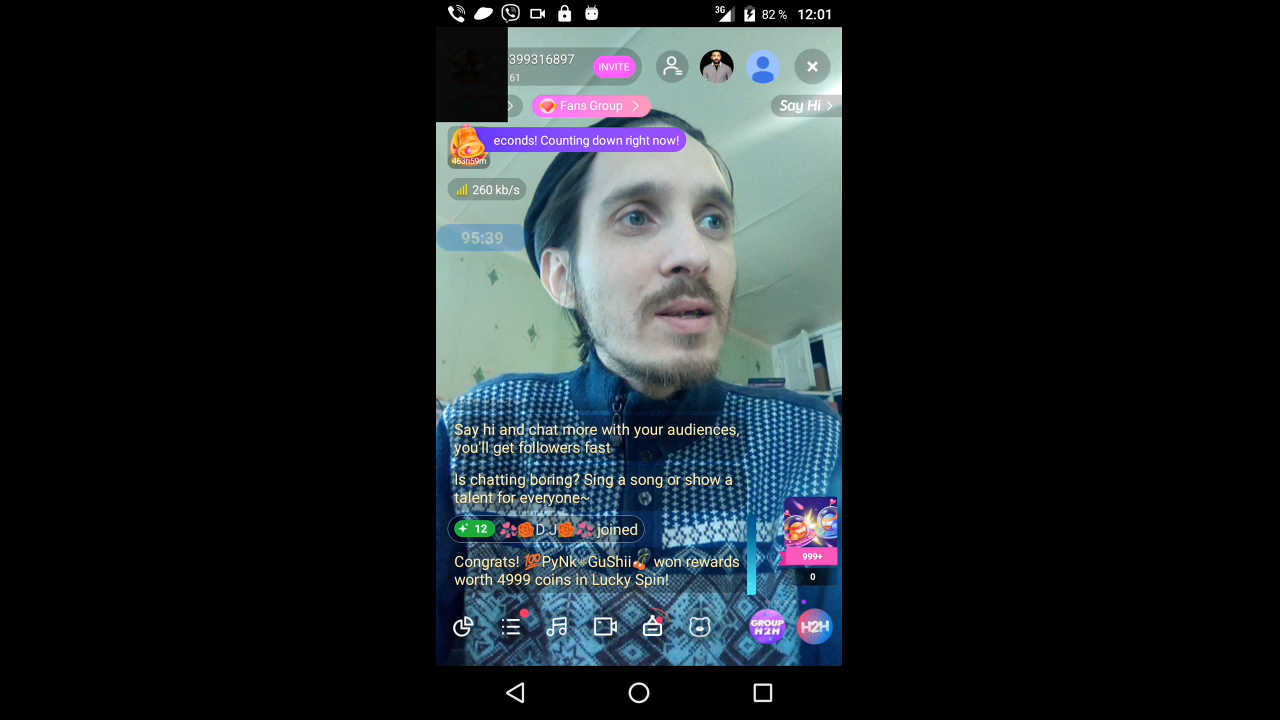 3G 82 % 12:01
399316897
61
INVITE
Fans Group
Say Hi
econds! Counting down right now!
463h59m
260 kb/s
95:39
Say hi and chat more with your audiences,
you'll get followers fast
Is chatting boring? Sing a song or show a
talent for everyone~
12 💞🌹D.J🌹💞 joined
Congrats! 💯PyNk GuShii🍒 won rewards
worth 4999 coins in Lucky Spin!
999+
0
GROUP
H2H
H2H